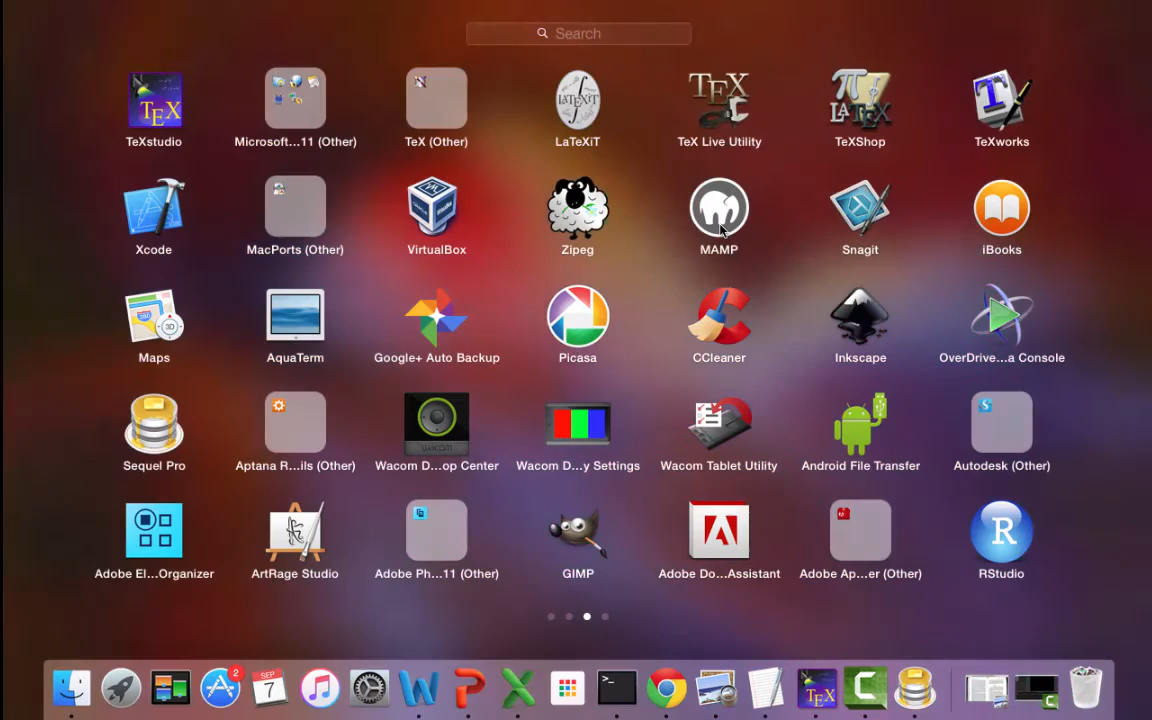 Search
TeXstudio
Microsoft...11 (Other)
TeX (Other)
LaTeXiT
TeX Live Utility
TeXShop
TeXworks
Xcode
MacPorts (Other)
VirtualBox
Zipeg
MAMP
Snagit
iBooks
Maps
AquaTerm
Google+ Auto Backup
Picasa
CCleaner
Inkscape
OverDrive...a Console
Sequel Pro
Aptana R...ils (Other)
Wacom D...op Center
Wacom D...y Settings
Wacom Tablet Utility
Android File Transfer
Autodesk (Other)
Adobe El...Organizer
ArtRage Studio
Adobe Ph...11 (Other)
GIMP
Adobe Do...Assistant
Adobe Ap...er (Other)
RStudio
2
SEP
7